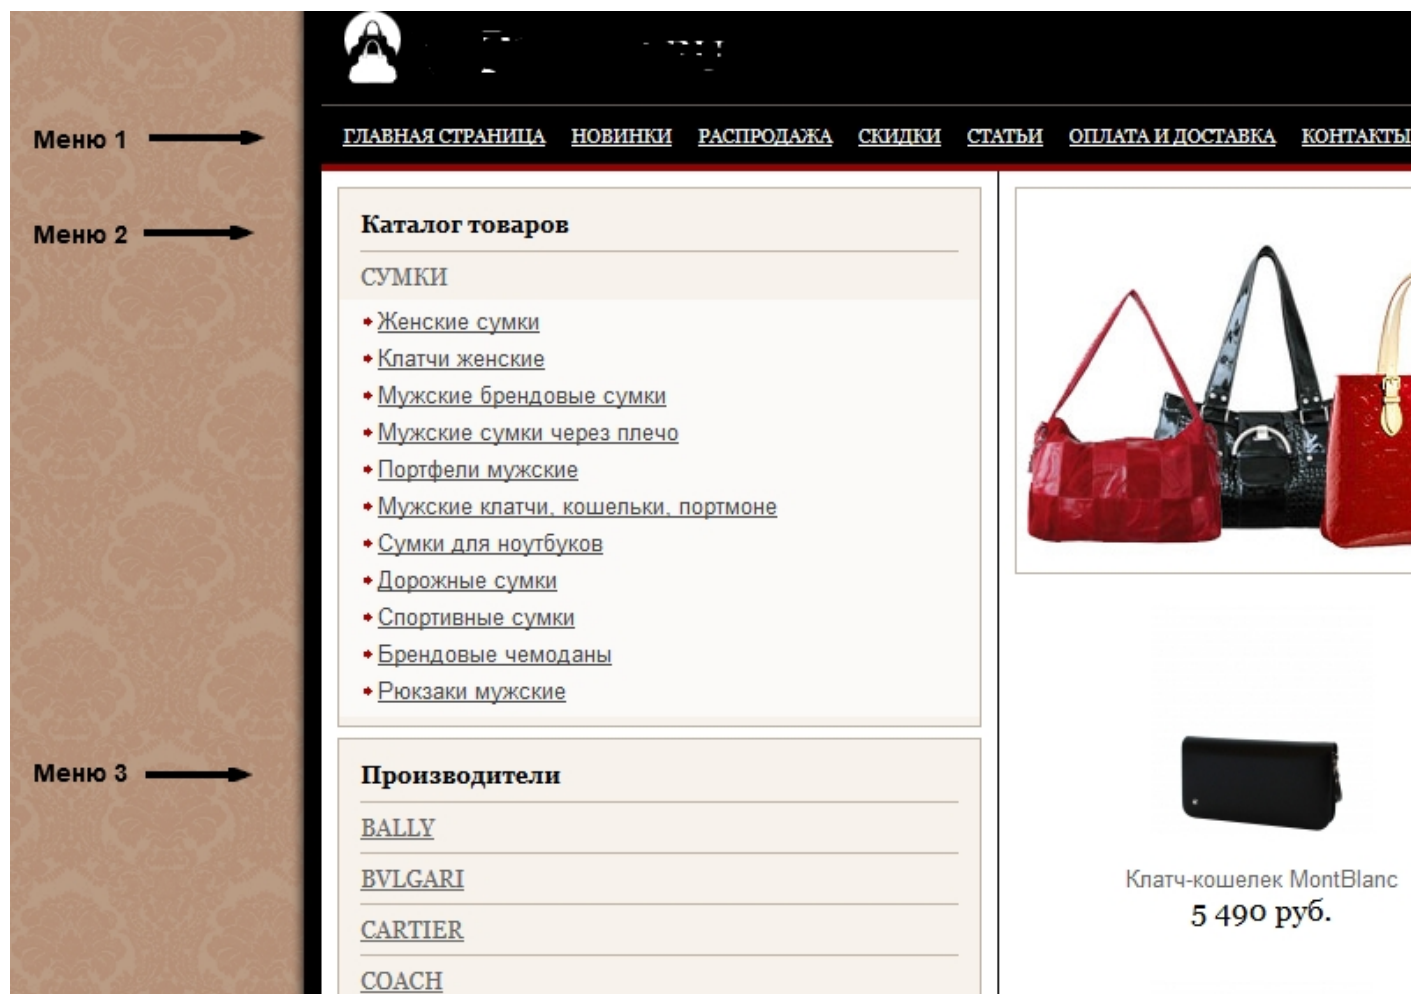 Меню 1
ГЛАВНАЯ СТРАНИЦА НОВИНКИ РАСПРОДАЖА СКИДКИ СТАТЬИ ОПЛАТА И ДОСТАВКА КОНТАКТЫ
Меню 2
Каталог товаров
СУМКИ
Женские сумки
Клатчи женские
Мужские брендовые сумки
Мужские сумки через плечо
Портфели мужские
Мужские клатчи, кошельки, портмоне
Сумки для ноутбуков
Дорожные сумки
Спортивные сумки
Брендовые чемоданы
Рюкзаки мужские
Меню 3
Производители
BALLY
BVLGARI
CARTIER
COACH
Клатч-кошелек MontBlanc
5 490 руб.